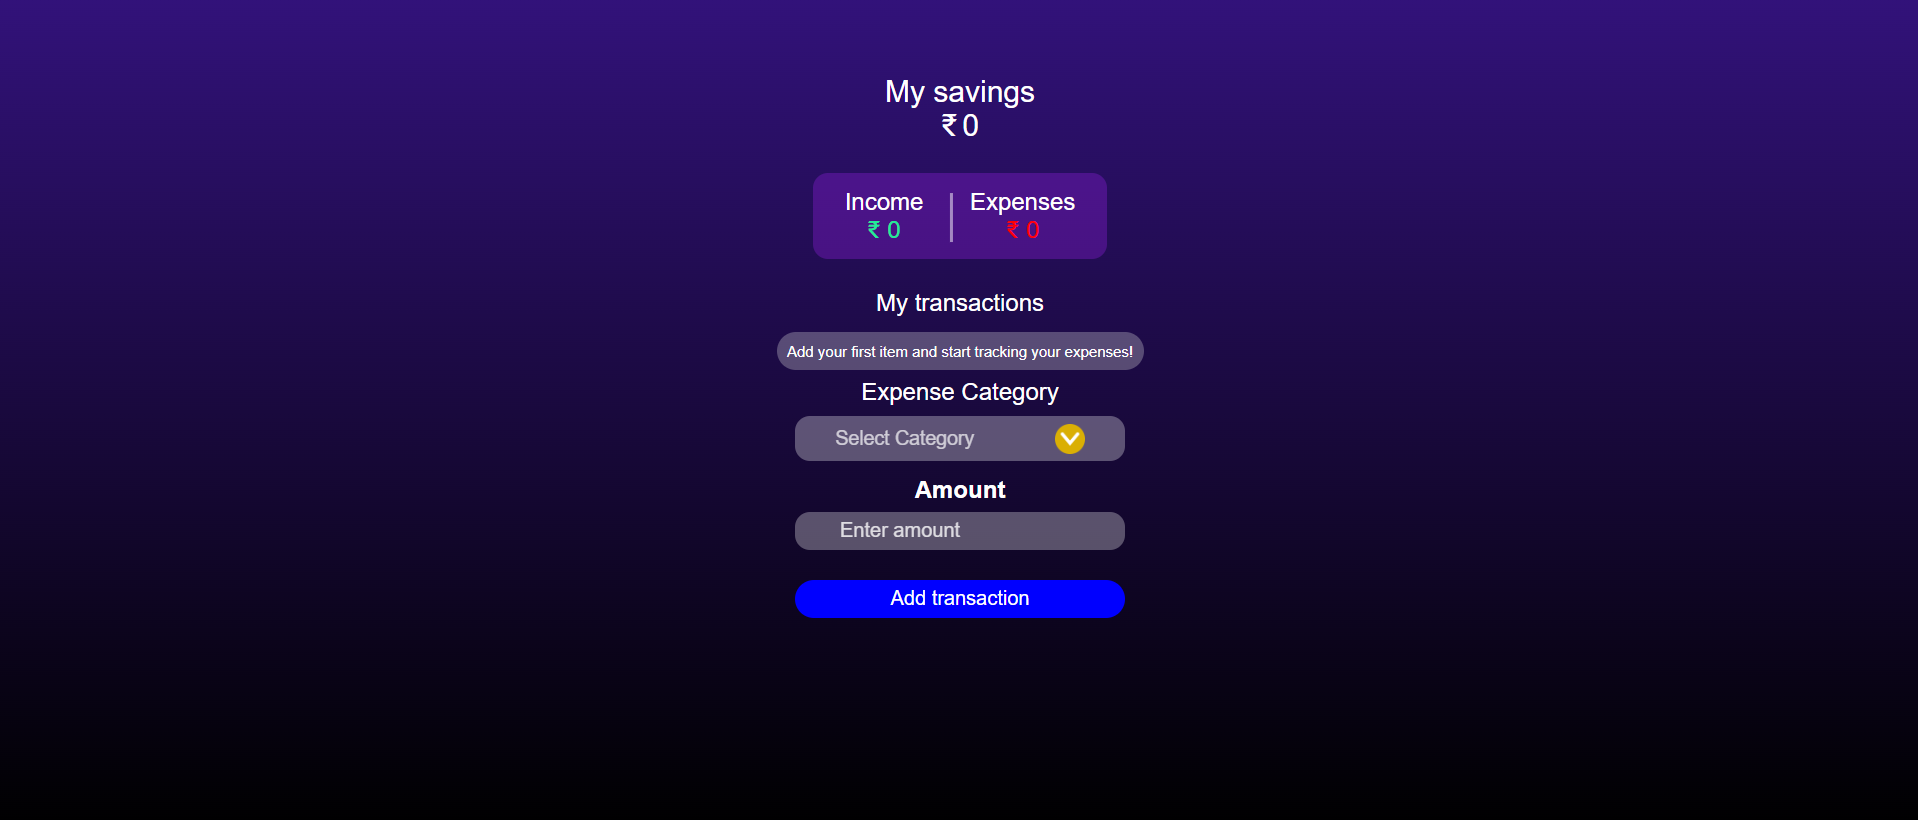 My savings
₹ 0
Income
₹ 0
Expenses
₹ 0
My transactions
Add your first item and start tracking your expenses!
Expense Category
Select Category
Amount
Enter amount
Add transaction